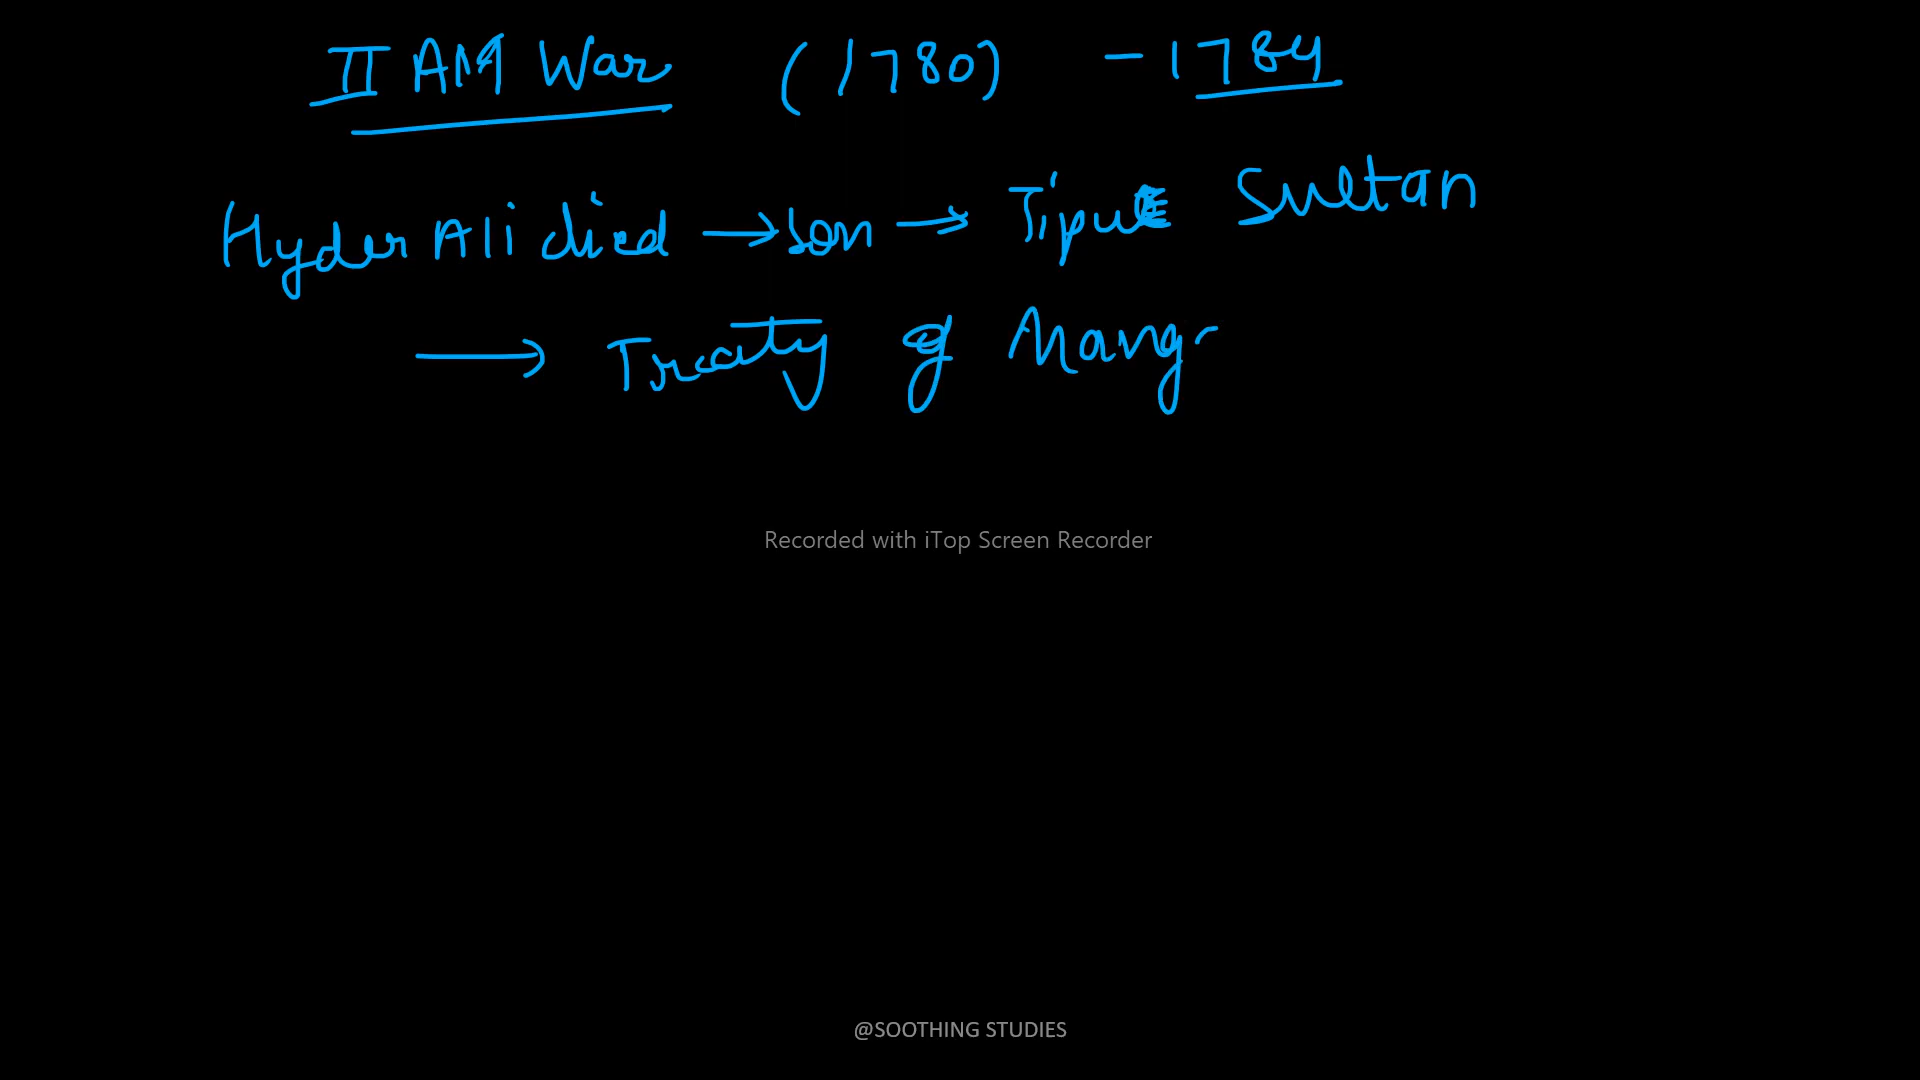 II AM War (1780) - 1784
Hyder Ali died → son → Tipu Sultan
→ Treaty of Mang
Recorded with iTop Screen Recorder
@SOOTHING STUDIES